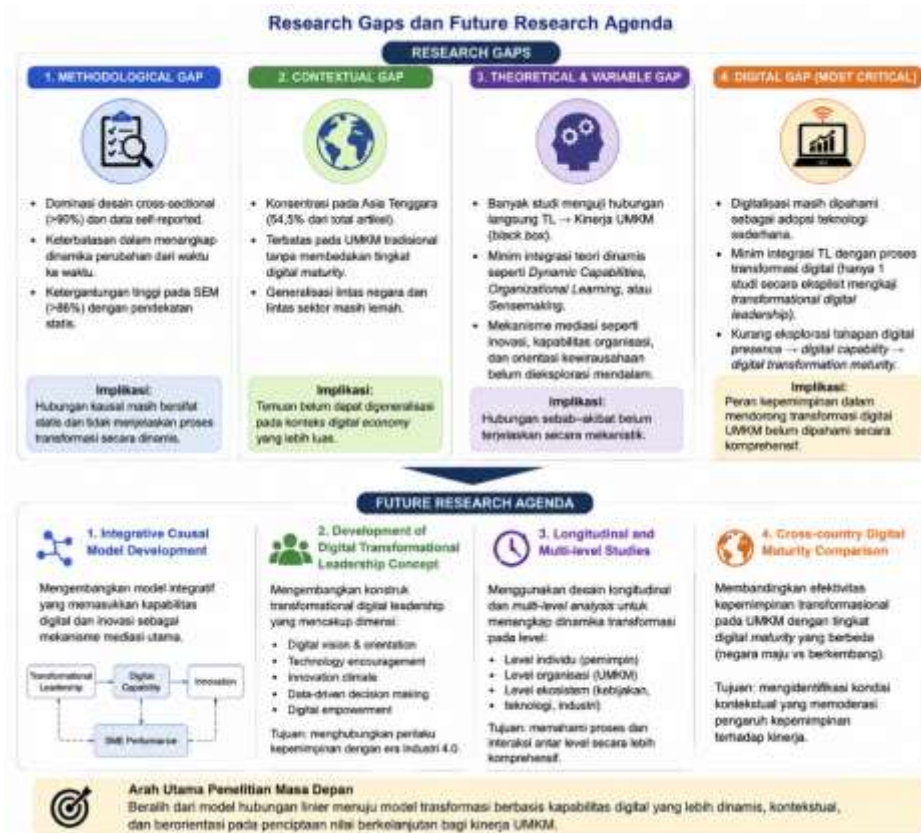 Research Gaps dan Future Research Agenda
RESEARCH GAPS
1. METHODOLOGICAL GAP
• Dominasi desain cross-sectional
(>90%) dan data self-reported.
• Keterbatasan dalam menangkap
dinamika perubahan dari waktu
ke waktu.
• Ketergantungan tinggi pada SEM
(>86%) dengan pendekatan
statis.
Implikasi:
Hubungan kausal masih bersifat
statis dan tidak menjelaskan proses
transformasi secara dinamis.
2. CONTEXTUAL GAP
• Konsentrasi pada Asia Tenggara
(54,5% dari total artikel).
• Terbatas pada UMKM tradisional
tanpa membedakan tingkat
digital maturity.
• Generalisasi lintas negara dan
lintas sektor masih lemah.
Implikasi:
Temuan belum dapat digeneralisasi
pada konteks digital economy
yang lebih luas.
3. THEORETICAL & VARIABLE GAP
• Banyak studi menguji hubungan
langsung TL → Kinerja UMKM
(black box).
• Minim integrasi teori dinamis
seperti Dynamic Capabilities,
Organizational Learning, atau
Sensemaking.
• Mekanisme mediasi seperti
inovasi, kapabilitas organisasi,
dan orientasi kewirausahaan
belum dieksplorasi mendalam.
Implikasi:
Hubungan sebab-akibat belum
terjelaskan secara mekanistik.
4. DIGITAL GAP (MOST CRITICAL)
• Digitalisasi masih dipahami
sebagai adopsi teknologi
sederhana.
• Minim integrasi TL dengan proses
transformasi digital (hanya 1
studi secara eksplisit mengkaji
transformational digital
leadership).
• Kurang eksplorasi tahapan digital
presence → digital capability →
digital transformation maturity.
Implikasi:
Peran kepemimpinan dalam
mendorong transformasi digital
UMKM belum dipahami secara
komprehensif.
FUTURE RESEARCH AGENDA
1. Integrative Causal
Model Development
Mengembangkan model integratif
yang memasukkan kapabilitas
digital dan inovasi sebagai
mekanisme mediasi utama.
Transformational
Leadership
Digital
Capability
Innovation
SME Performance
2. Development of
Digital Transformational
Leadership Concept
Mengembangkan konstruk
transformational digital leadership
yang mencakup dimensi:
• Digital vision & orientation
• Technology encouragement
• Innovation climate
• Data-driven decision making
• Digital empowerment
Tujuan: menghubungkan perilaku
kepemimpinan dengan era Industri 4.0.
3. Longitudinal and
Multi-level Studies
Menggunakan desain longitudinal
dan multi-level analysis untuk
menangkap dinamika transformasi
pada level:
• Level individu (pemimpin)
• Level organisasi (UMKM)
• Level ekosistem (kebijakan,
• teknologi, industri)
Tujuan: memahami proses dan
interaksi antar level secara lebih
komprehensif.
4. Cross-country Digital
Maturity Comparison
Membandingkan efektivitas
kepemimpinan transformasional
pada UMKM dengan tingkat
digital maturity yang berbeda
(negara maju vs berkembang).
Tujuan: mengidentifikasi kondisi
kontekstual yang memoderasi
pengaruh kepemimpinan
terhadap kinerja.
Arah Utama Penelitian Masa Depan
Beralih dari model hubungan linier menuju model transformasi berbasis kapabilitas digital yang lebih dinamis, kontekstual,
dan berorientasi pada penciptaan nilai berkelanjutan bagi kinerja UMKM.